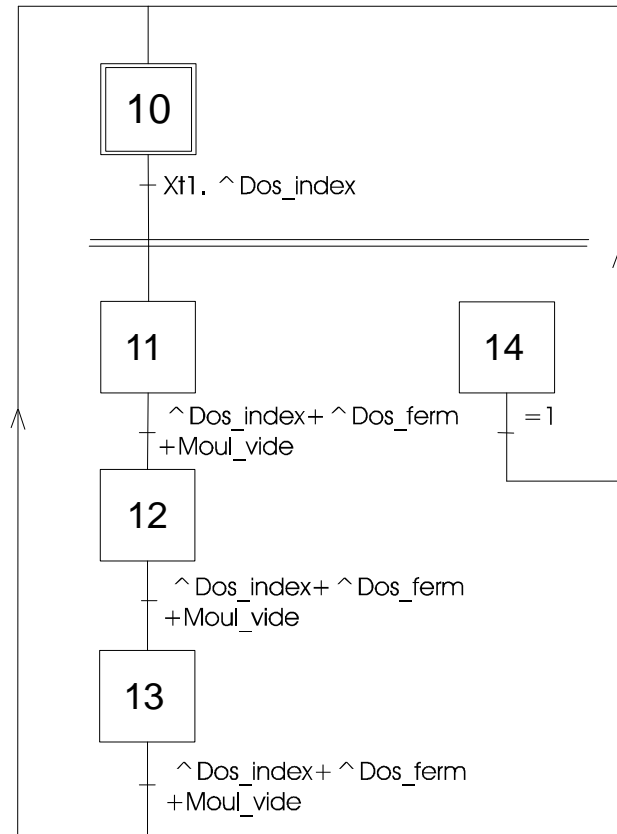 10
Xt1. ^Dos_index
11
14
^Dos_index+ ^Dos_ferm
+Moul_vide
=1
12
^Dos_index+ ^Dos_ferm
+Moul_vide
13
^Dos_index+ ^Dos_ferm
+Moul_vide